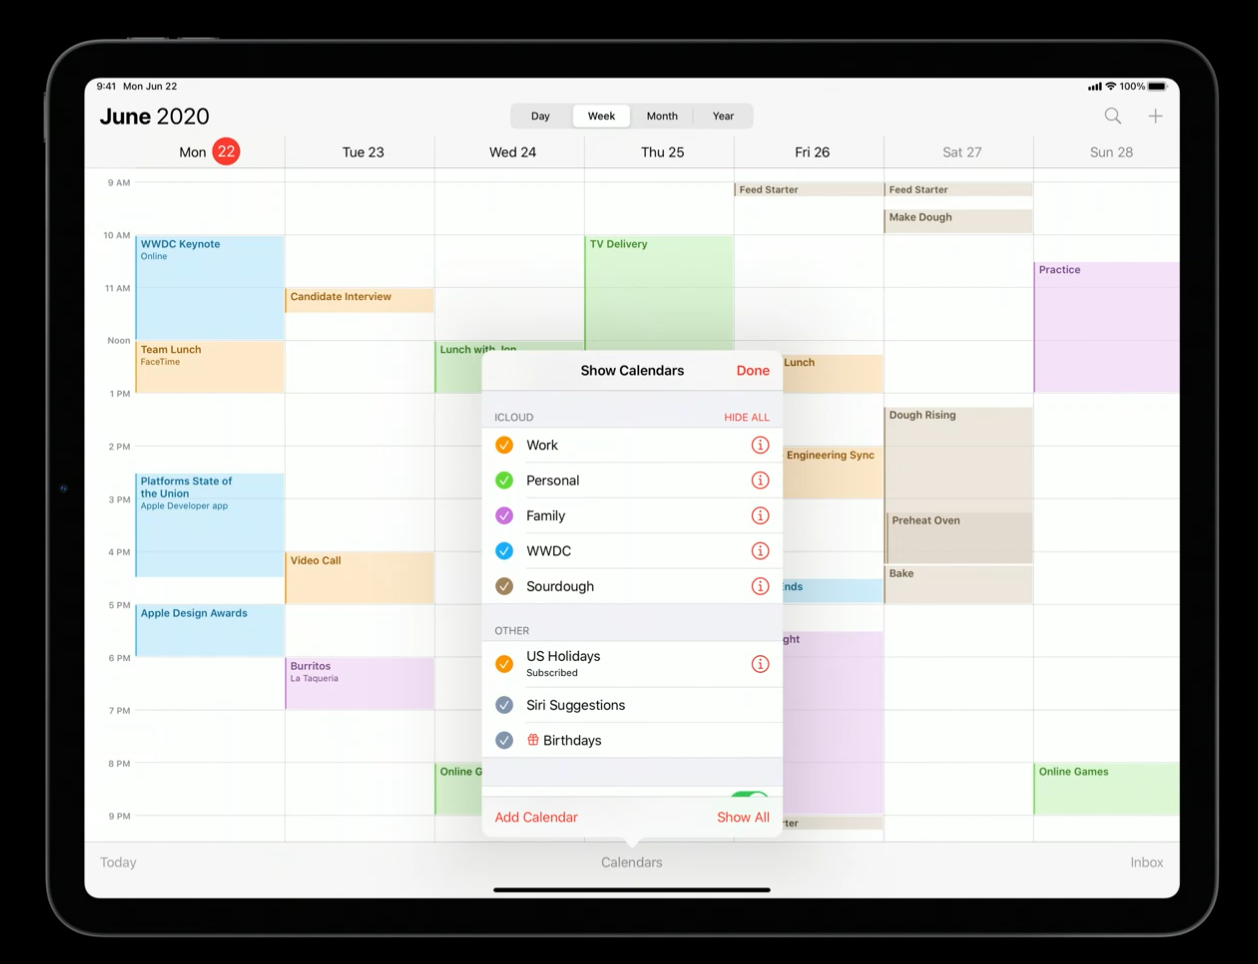 9:41 Mon Jun 22
100%
June 2020
Day
Week
Month
Year
Mon 22
Tue 23
Wed 24
Thu 25
Fri 26
Sat 27
Sun 28
9 AM
Feed Starter
Feed Starter
Make Dough
10 AM
WWDC Keynote
Online
TV Delivery
Practice
11 AM
Candidate Interview
Noon
Team Lunch
FaceTime
Lunch with Jon
Lunch
1 PM
Dough Rising
2 PM
Engineering Sync
Platforms State of
the Union
Apple Developer app
3 PM
Preheat Oven
4 PM
Video Call
Bake
nds
5 PM
Apple Design Awards
ght
6 PM
Burritos
La Taqueria
7 PM
8 PM
Online G
Online Games
9 PM
rter
Show Calendars
Done
ICLOUD
HIDE ALL
Work
Personal
Family
WWDC
Sourdough
OTHER
US Holidays
Subscribed
Siri Suggestions
Birthdays
Add Calendar
Show All
Today
Calendars
Inbox